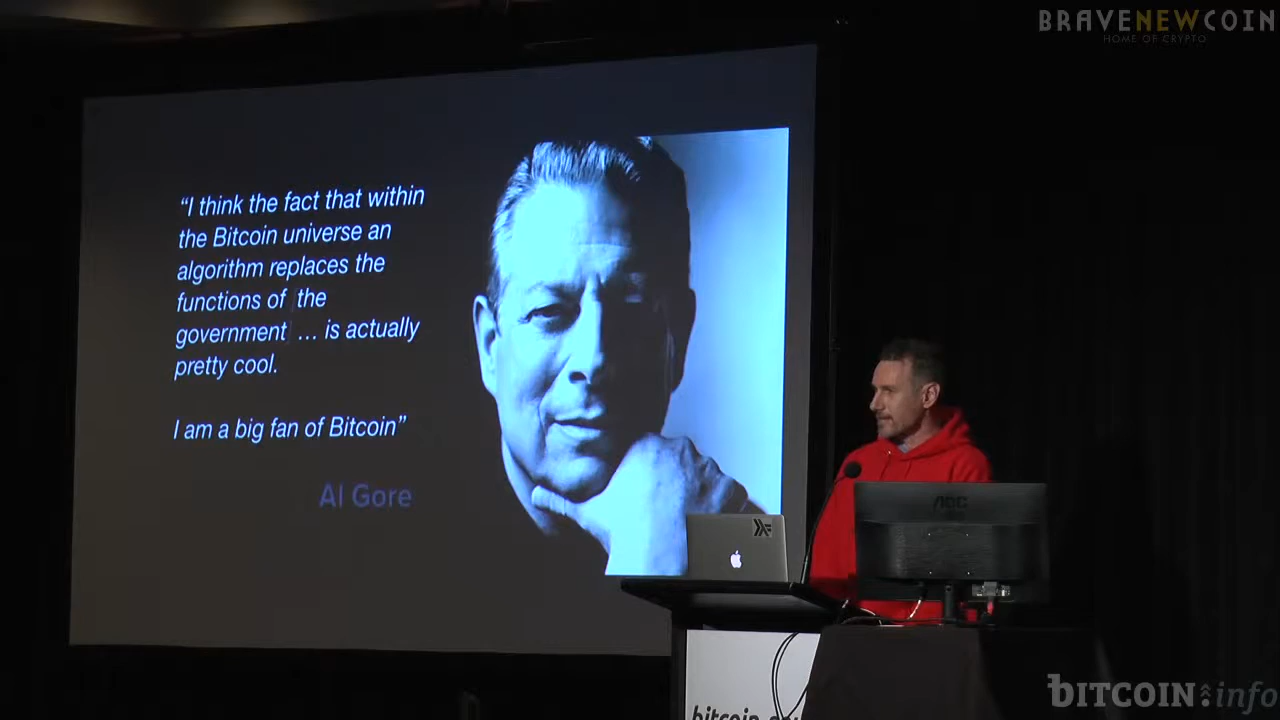 BRAVENEWCOIN
HOME OF CRYPTO
“I think the fact that within
the Bitcoin universe an
algorithm replaces the
functions of the
government … is actually
pretty cool.
I am a big fan of Bitcoin”
Al Gore
AOC
bitcoin
BITCOIN:info